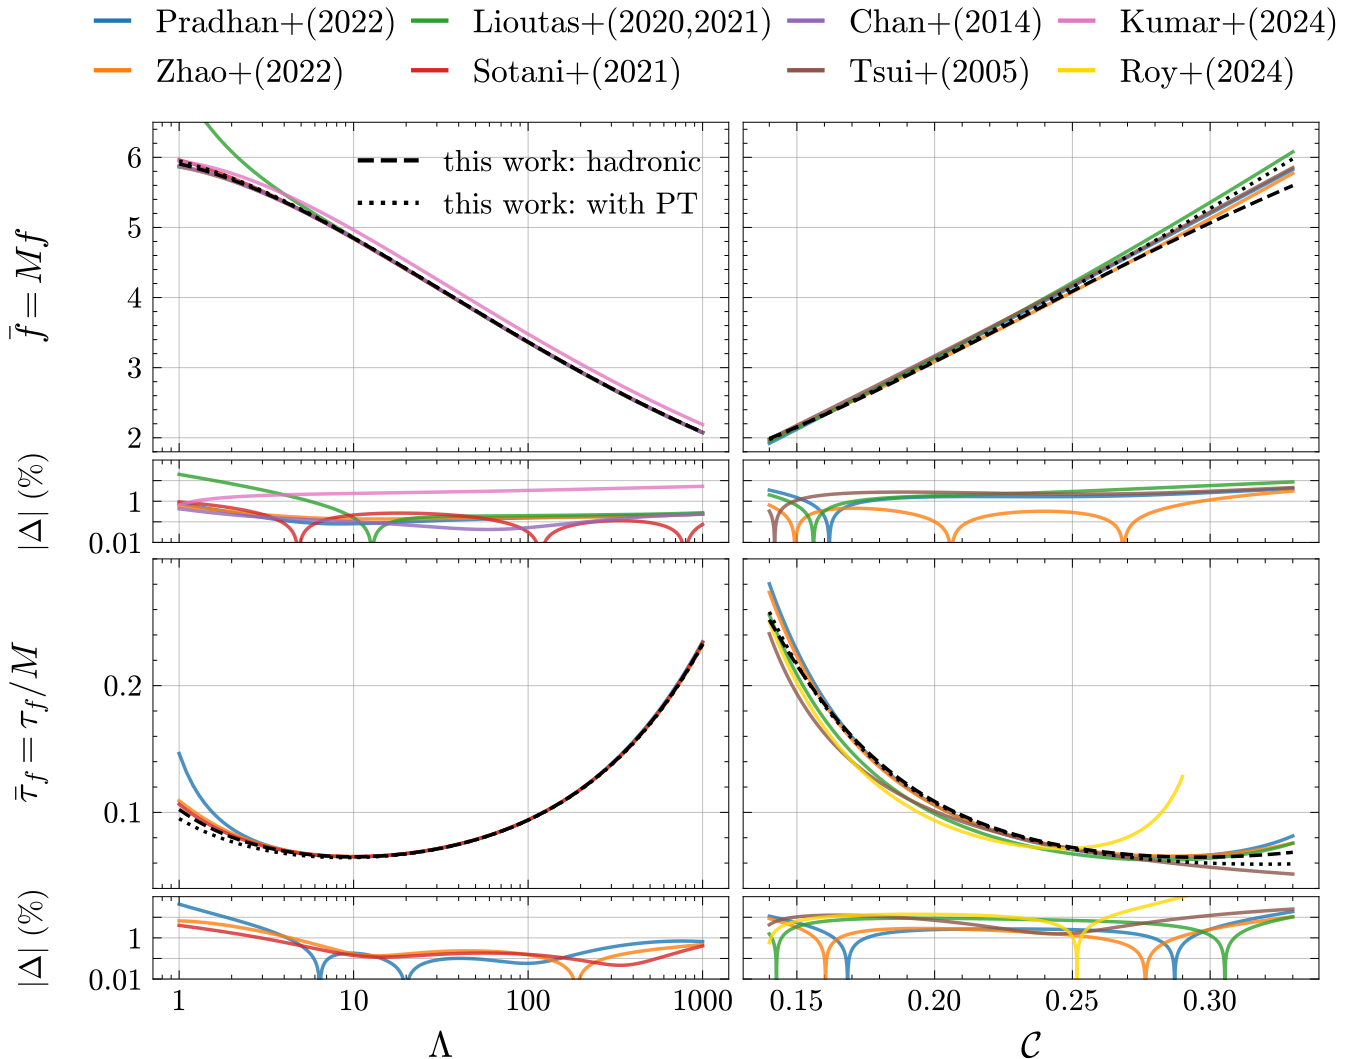 Pradhan+(2022) Lioutas+(2020,2021) Chan+(2014) Kumar+(2024)
Zhao+(2022) Sotani+(2021) Tsui+(2005) Roy+(2024)
this work: hadronic
this work: with PT
f̄ = Mf
6
5
4
3
2
|Δ| (%)
1
0.01
τ̄_f = τ_f/M
0.2
0.1
|Δ| (%)
1
0.01
1 10 100 1000
Λ
0.15 0.20 0.25 0.30
𝒞